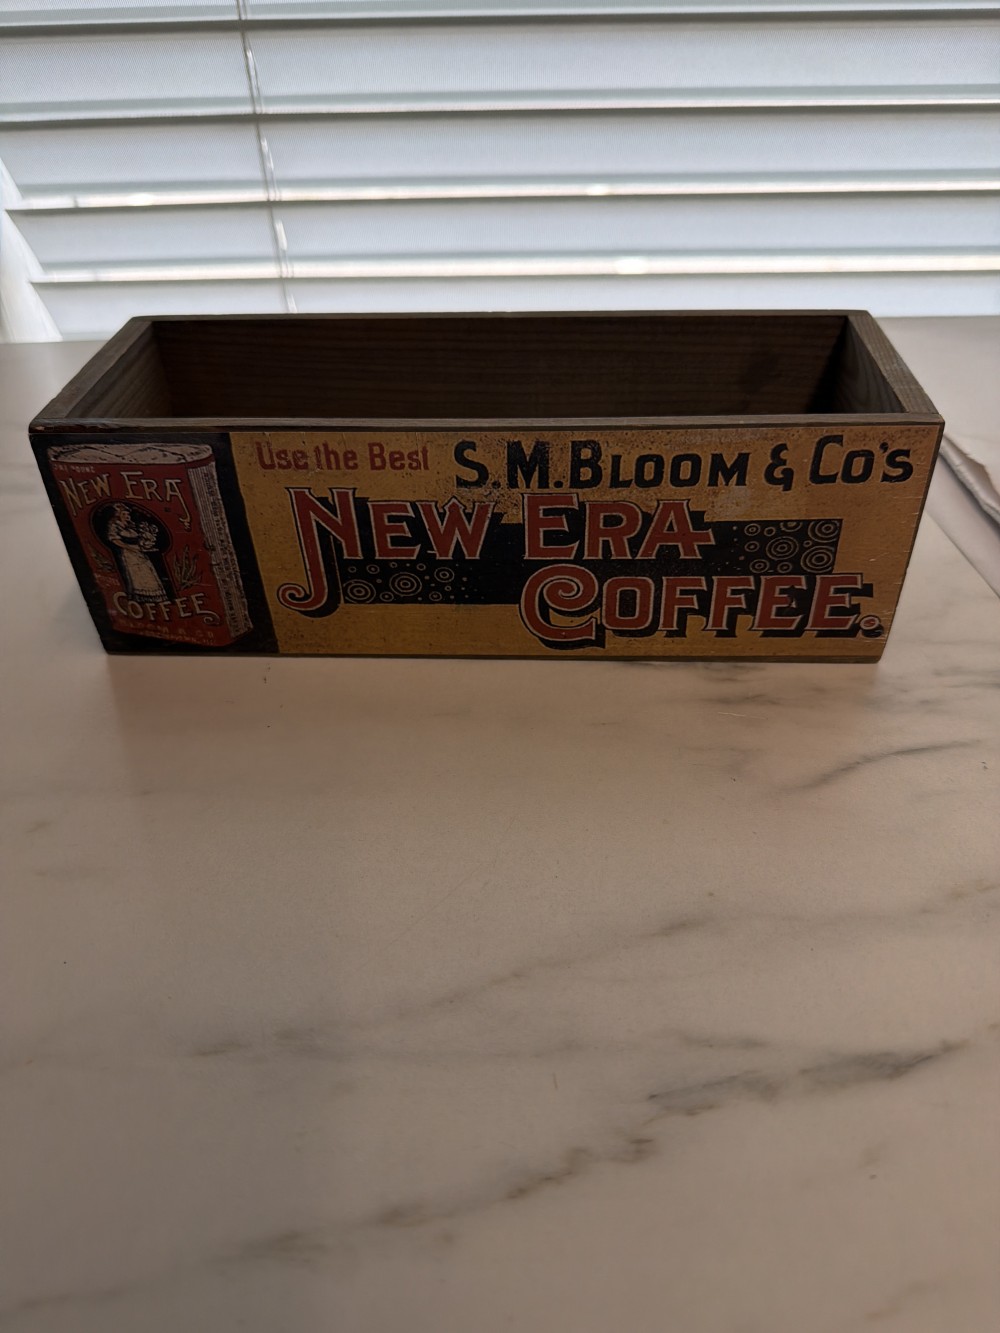 Use the Best
S.M. BLOOM & CO'S
NEW ERA
COFFEE.
NEW ERA
COFFEE